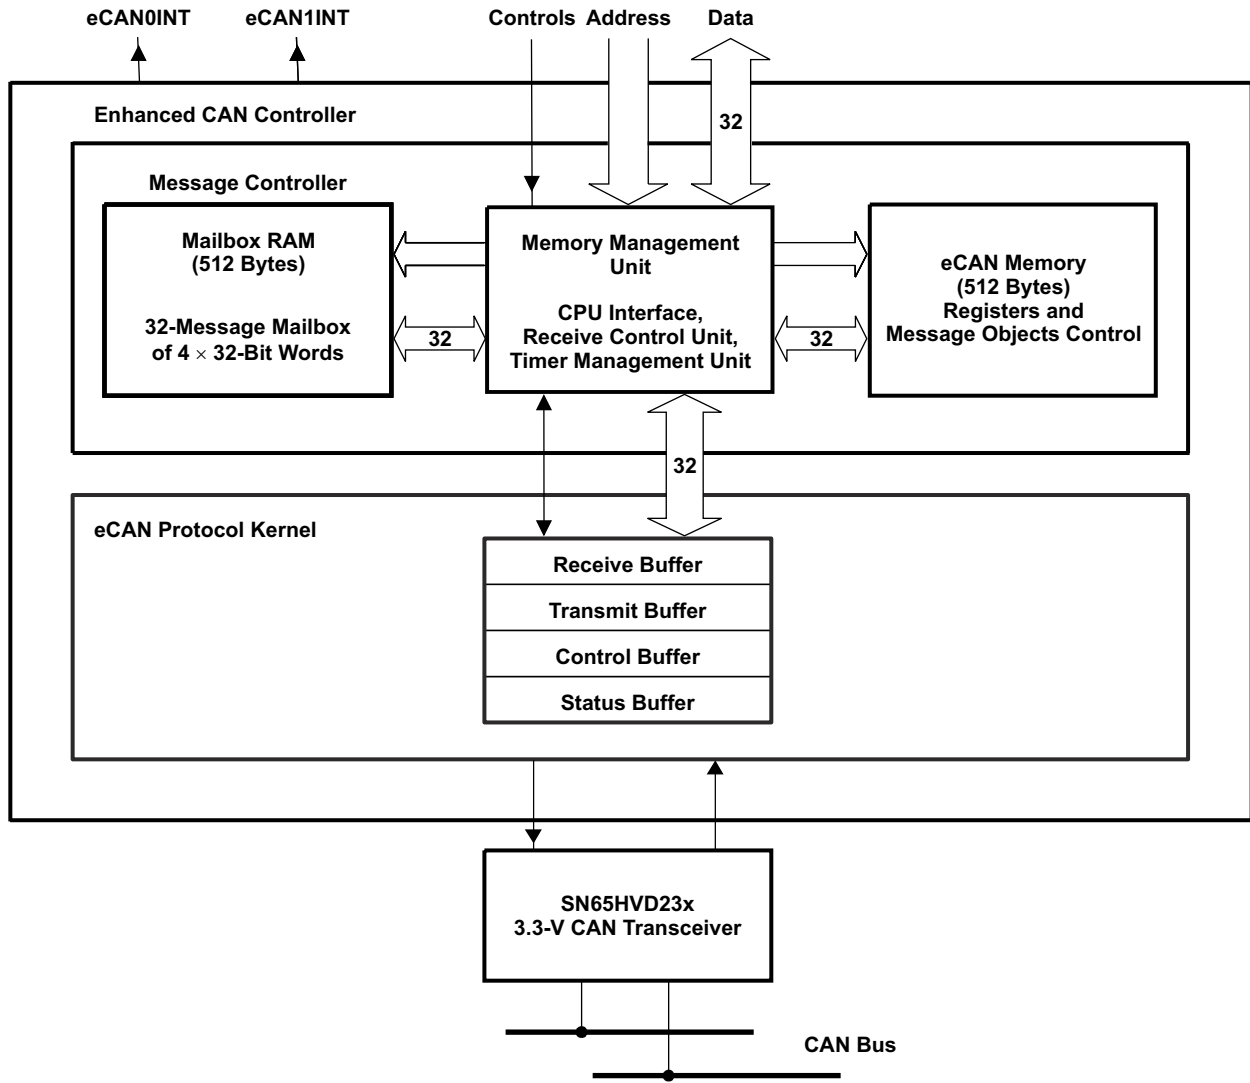 eCAN0INT
eCAN1INT
Controls
Address
Data
Enhanced CAN Controller
32
Message Controller
Mailbox RAM
(512 Bytes)
32-Message Mailbox
of 4 × 32-Bit Words
32
Memory Management
Unit
CPU Interface,
Receive Control Unit,
Timer Management Unit
32
eCAN Memory
(512 Bytes)
Registers and
Message Objects Control
32
eCAN Protocol Kernel
Receive Buffer
Transmit Buffer
Control Buffer
Status Buffer
SN65HVD23x
3.3-V CAN Transceiver
CAN Bus